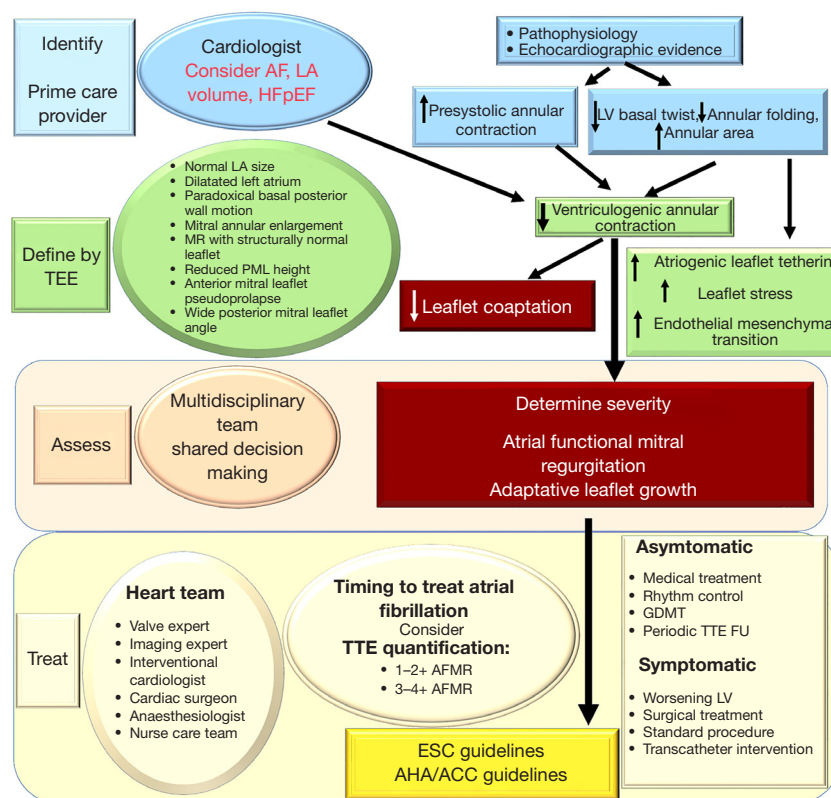 Identify
Prime care
provider
Cardiologist
Consider AF, LA
volume, HFpEF
• Pathophysiology
• Echocardiographic evidence
↑ Presystolic annular
contraction
↓ LV basal twist, ↓ Annular folding,
↑ Annular area
Define by
TEE
• Normal LA size
• Dilatated left atrium
• Paradoxical basal posterior
wall motion
• Mitral annular enlargement
• MR with structurally normal
leaflet
• Reduced PML height
• Anterior mitral leaflet
pseudoprolapse
• Wide posterior mitral leaflet
angle
↓ Ventriculogenic annular
contraction
↓ Leaflet coaptation
↑ Atriogenic leaflet tethering
↑ Leaflet stress
↑ Endothelial mesenchyma
transition
Assess
Multidisciplinary
team
shared decision
making
Determine severity
Atrial functional mitral
regurgitation
Adaptative leaflet growth
Treat
Heart team
• Valve expert
• Imaging expert
• Interventional
cardiologist
• Cardiac surgeon
• Anaesthesiologist
• Nurse care team
Timing to treat atrial
fibrillation
Consider
TTE quantification:
• 1–2+ AFMR
• 3–4+ AFMR
ESC guidelines
AHA/ACC guidelines
Asymtomatic
• Medical treatment
• Rhythm control
• GDMT
• Periodic TTE FU
Symptomatic
• Worsening LV
• Surgical treatment
• Standard procedure
• Transcatheter intervention